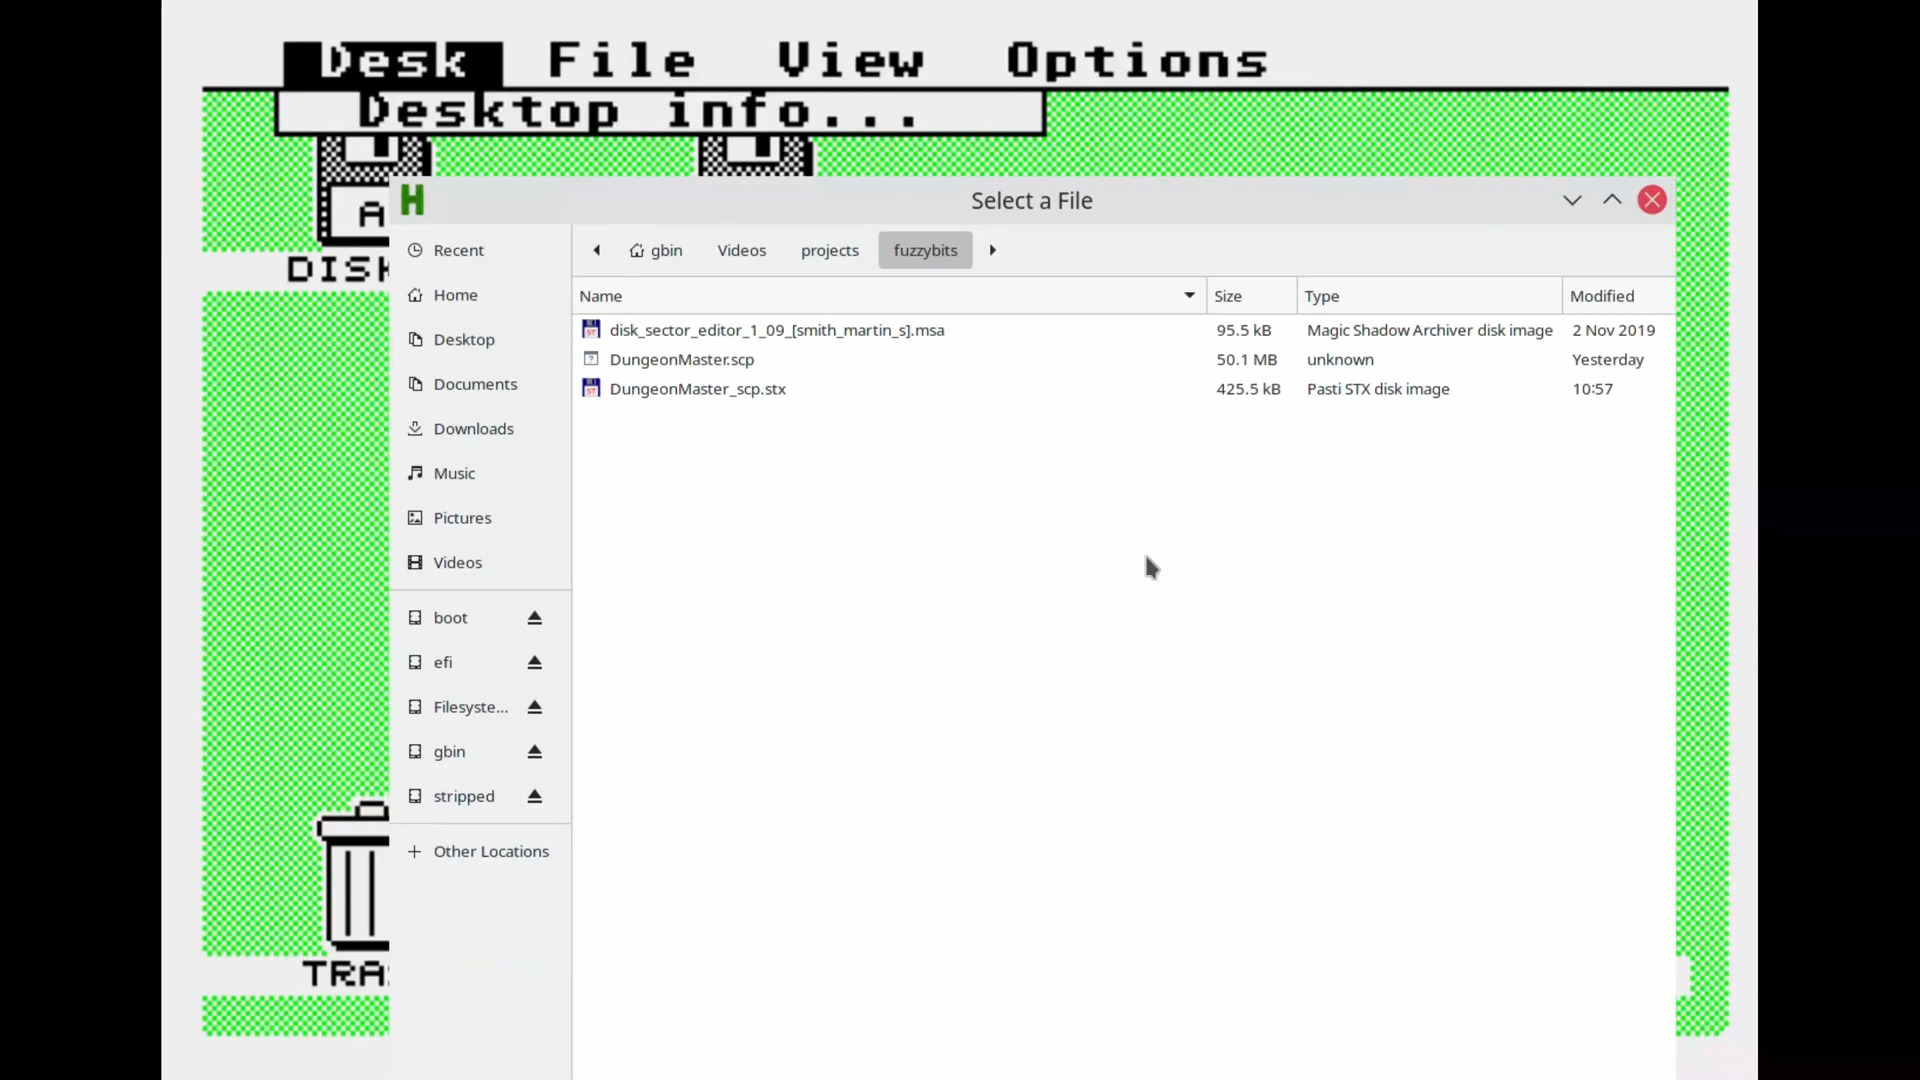 Desk File View Options
Desktop info...
A
DISK
H
Select a File
Recent
Home
Desktop
Documents
Downloads
Music
Pictures
Videos
boot
efi
Filesyste...
gbin
stripped
Other Locations
gbin Videos projects fuzzybits
Name Size Type Modified
disk_sector_editor_1_09_[smith_martin_s].msa 95.5 kB Magic Shadow Archiver disk image 2 Nov 2019
DungeonMaster.scp 50.1 MB unknown Yesterday
DungeonMaster_scp.stx 425.5 kB Pasti STX disk image 10:57
TRA